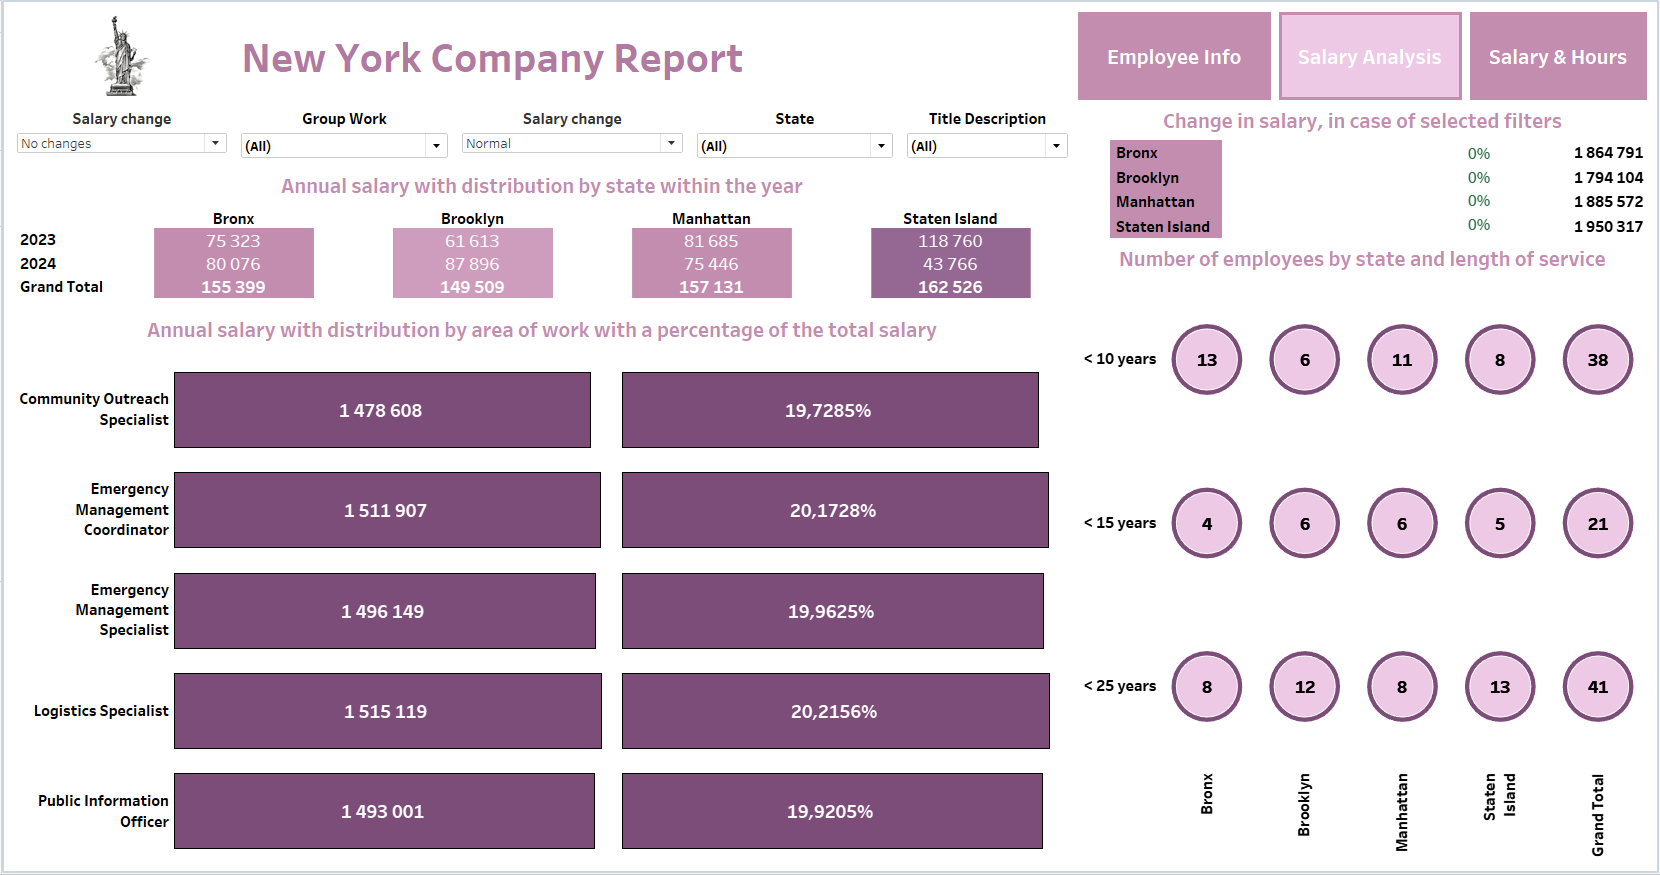 New York Company Report
Employee Info
Salary Analysis
Salary & Hours
Salary change
Group Work
Salary change
State
Title Description
No changes
(All)
Normal
(All)
(All)
Change in salary, in case of selected filters
Bronx 0% 1 864 791
Brooklyn 0% 1 794 104
Manhattan 0% 1 885 572
Staten Island 0% 1 950 317
Annual salary with distribution by state within the year
Bronx Brooklyn Manhattan Staten Island
2023 75 323 61 613 81 685 118 760
2024 80 076 87 896 75 446 43 766
Grand Total 155 399 149 509 157 131 162 526
Annual salary with distribution by area of work with a percentage of the total salary
Community Outreach
Specialist
1 478 608 19,7285%
Emergency
Management
Coordinator
1 511 907 20,1728%
Emergency
Management
Specialist
1 496 149 19,9625%
Logistics Specialist 1 515 119 20,2156%
Public Information
Officer
1 493 001 19,9205%
Number of employees by state and length of service
< 10 years 13 6 11 8 38
< 15 years 4 6 6 5 21
< 25 years 8 12 8 13 41
Bronx
Brooklyn
Manhattan
Staten
Island
Grand Total